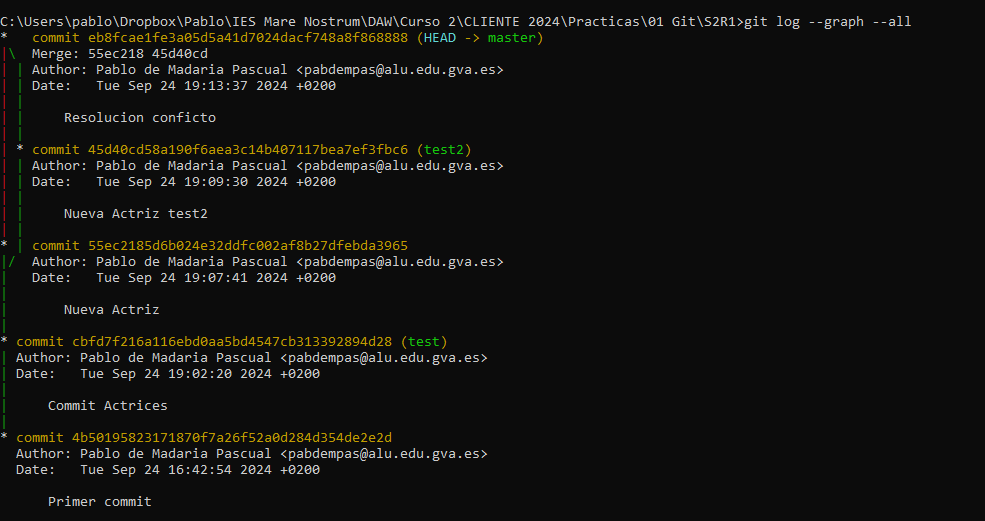 C:\Users\pablo\Dropbox\Pablo\IES Mare Nostrum\DAW\Curso 2\CLIENTE 2024\Practicas\01 Git\S2R1>git log --graph --all
*   commit eb8fcae1fe3a05d5a41d7024dacf748a8f868888 (HEAD -> master)
|\  Merge: 55ec218 45d40cd
| | Author: Pablo de Madaria Pascual <pabdempas@alu.edu.gva.es>
| | Date:   Tue Sep 24 19:13:37 2024 +0200
| |
| |     Resolucion conficto
| |
| * commit 45d40cd58a190f6aea3c14b407117bea7ef3fbc6 (test2)
| | Author: Pablo de Madaria Pascual <pabdempas@alu.edu.gva.es>
| | Date:   Tue Sep 24 19:09:30 2024 +0200
| |
| |     Nueva Actriz test2
| |
* | commit 55ec2185d6b024e32ddfc002af8b27dfebda3965
|/  Author: Pablo de Madaria Pascual <pabdempas@alu.edu.gva.es>
|   Date:   Tue Sep 24 19:07:41 2024 +0200
|
|       Nueva Actriz
|
* commit cbfd7f216a116ebd0aa5bd4547cb313392894d28 (test)
| Author: Pablo de Madaria Pascual <pabdempas@alu.edu.gva.es>
| Date:   Tue Sep 24 19:02:20 2024 +0200
|
|     Commit Actrices
|
* commit 4b50195823171870f7a26f52a0d284d354de2e2d
  Author: Pablo de Madaria Pascual <pabdempas@alu.edu.gva.es>
  Date:   Tue Sep 24 16:42:54 2024 +0200

      Primer commit